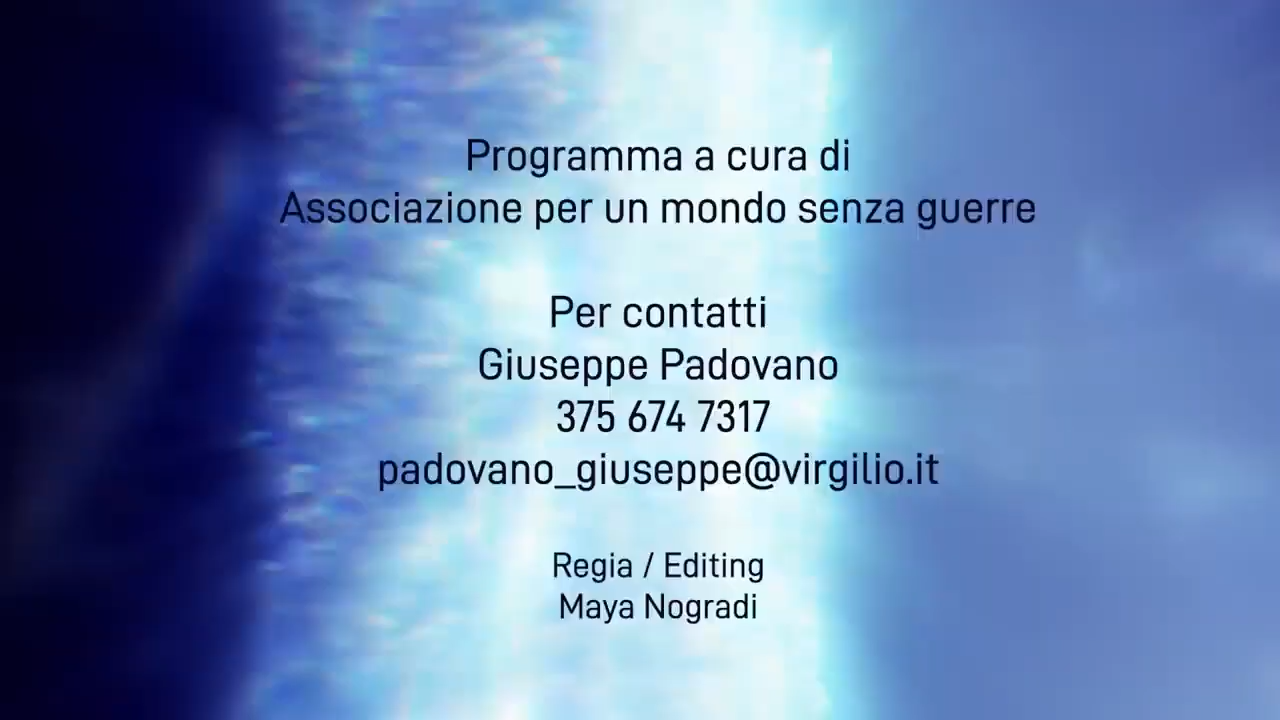 Programma a cura di
Associazione per un mondo senza guerre
Per contatti
Giuseppe Padovano
375 674 7317
padovano_giuseppe@virgilio.it
Regia / Editing
Maya Nogradi